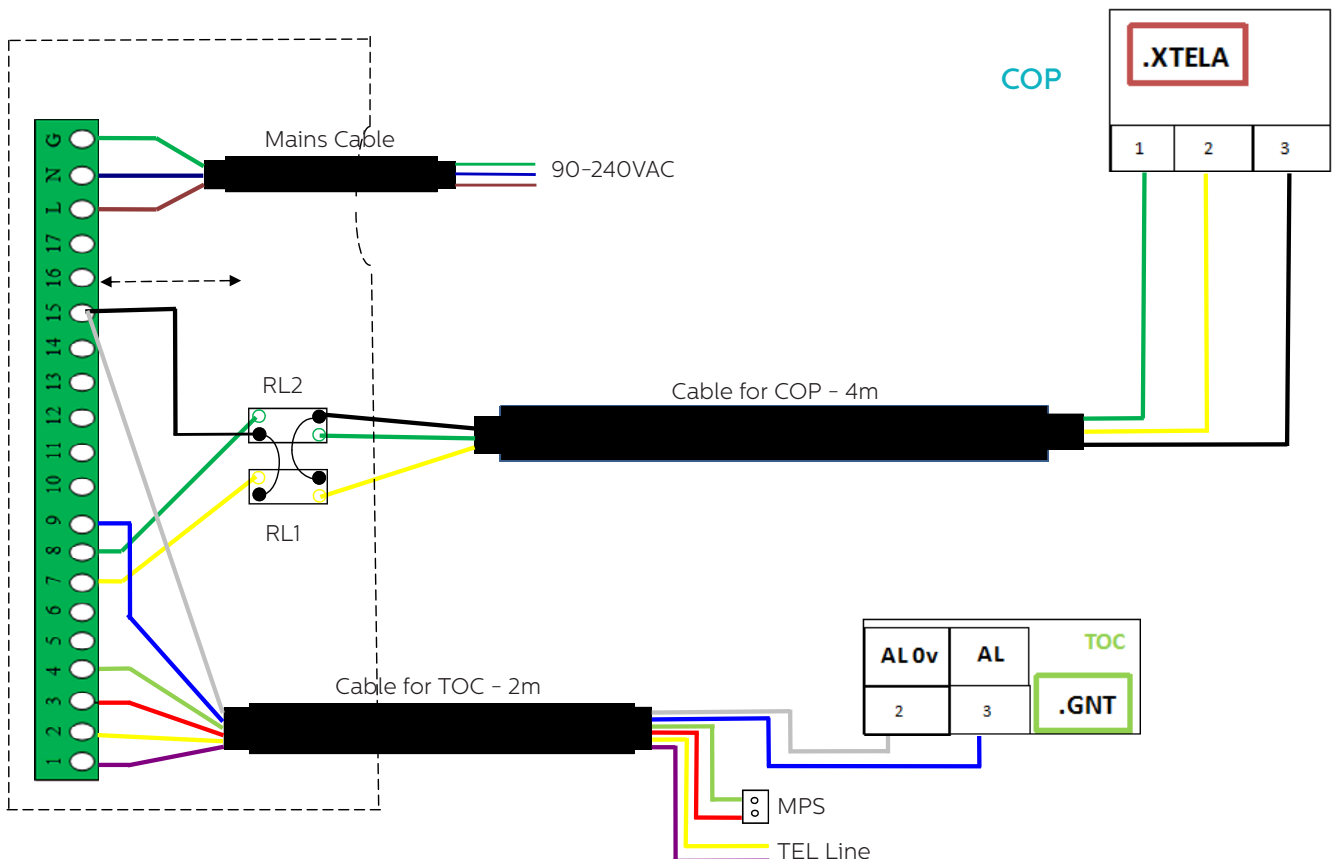 COP
.XTELA
1 2 3
G
N
L
17
16
15
14
13
12
11
10
9
8
7
6
5
4
3
2
1
Mains Cable
90-240VAC
RL2
RL1
Cable for COP - 4m
Cable for TOC - 2m
AL 0v AL
TOC
2 3
.GNT
MPS
TEL Line